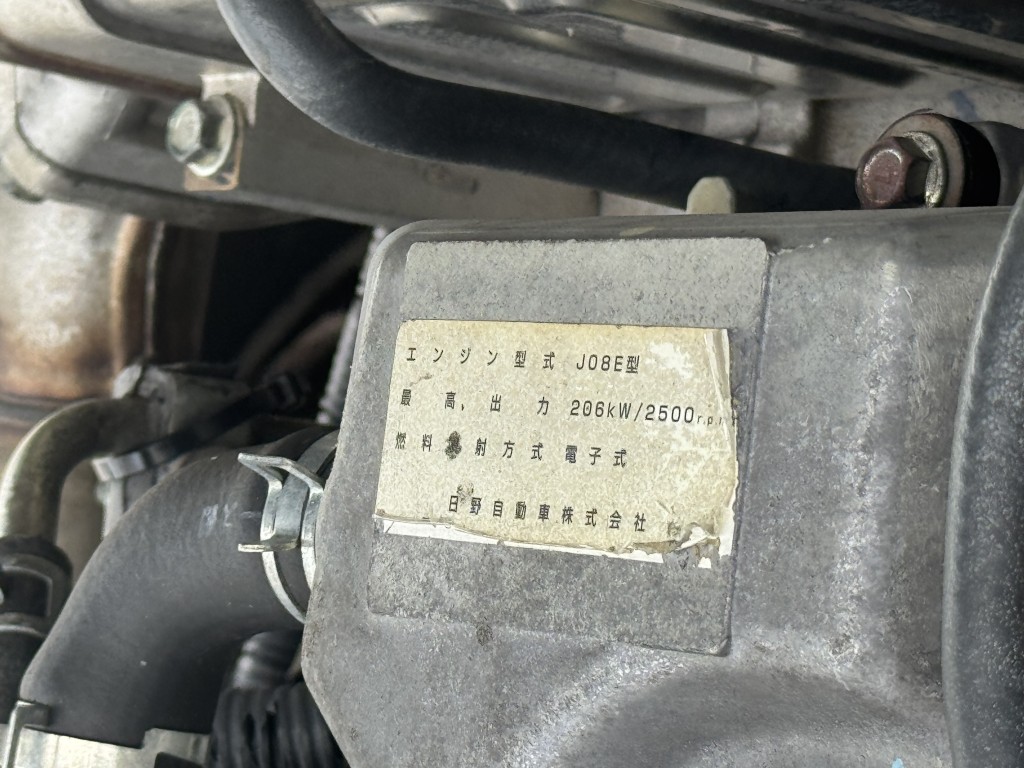 エンジン型式 J08E型
最高、出力 206kW/2500r.p.m
燃料 射方式 電子式
日野自動車株式会社